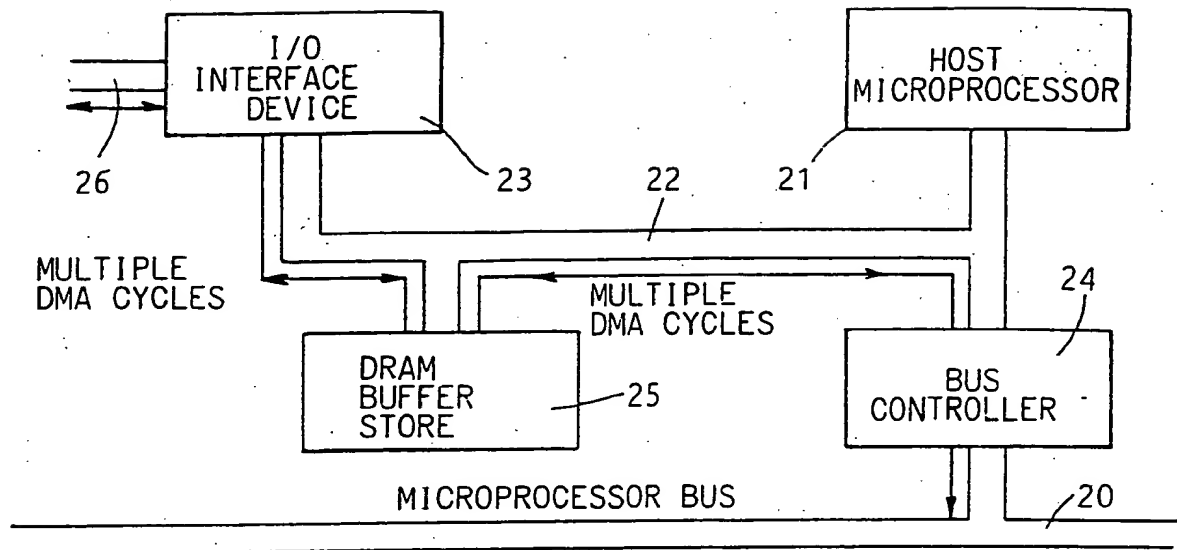 I/O
INTERFACE
DEVICE
HOST
MICROPROCESSOR
26
23
22
21
MULTIPLE
DMA CYCLES
MULTIPLE
DMA CYCLES
24
DRAM
BUFFER
STORE
25
BUS
CONTROLLER
MICROPROCESSOR BUS
20